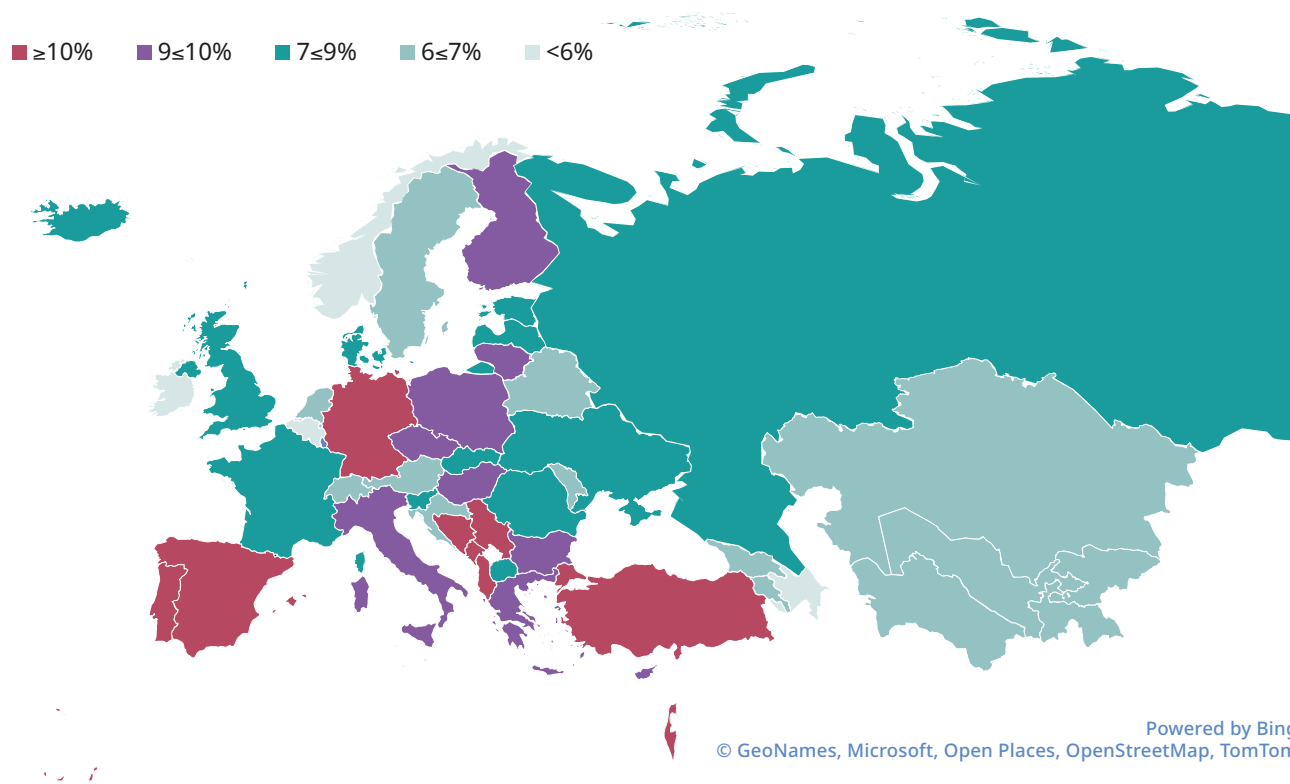 ≥10% 9≤10% 7≤9% 6≤7% <6%
Powered by Bing
© GeoNames, Microsoft, Open Places, OpenStreetMap, TomTom